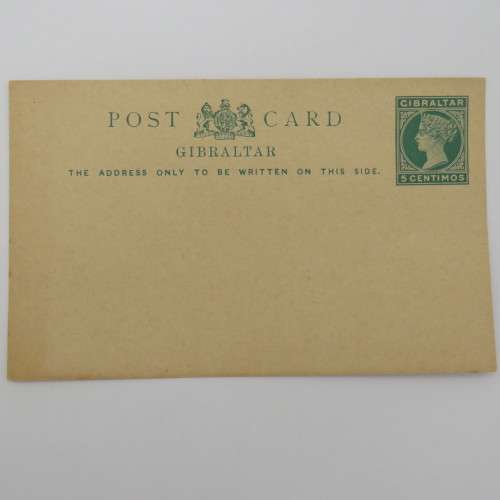 POST CARD
GIBRALTAR
THE ADDRESS ONLY TO BE WRITTEN ON THIS SIDE.
GIBRALTAR
5 CENTIMOS